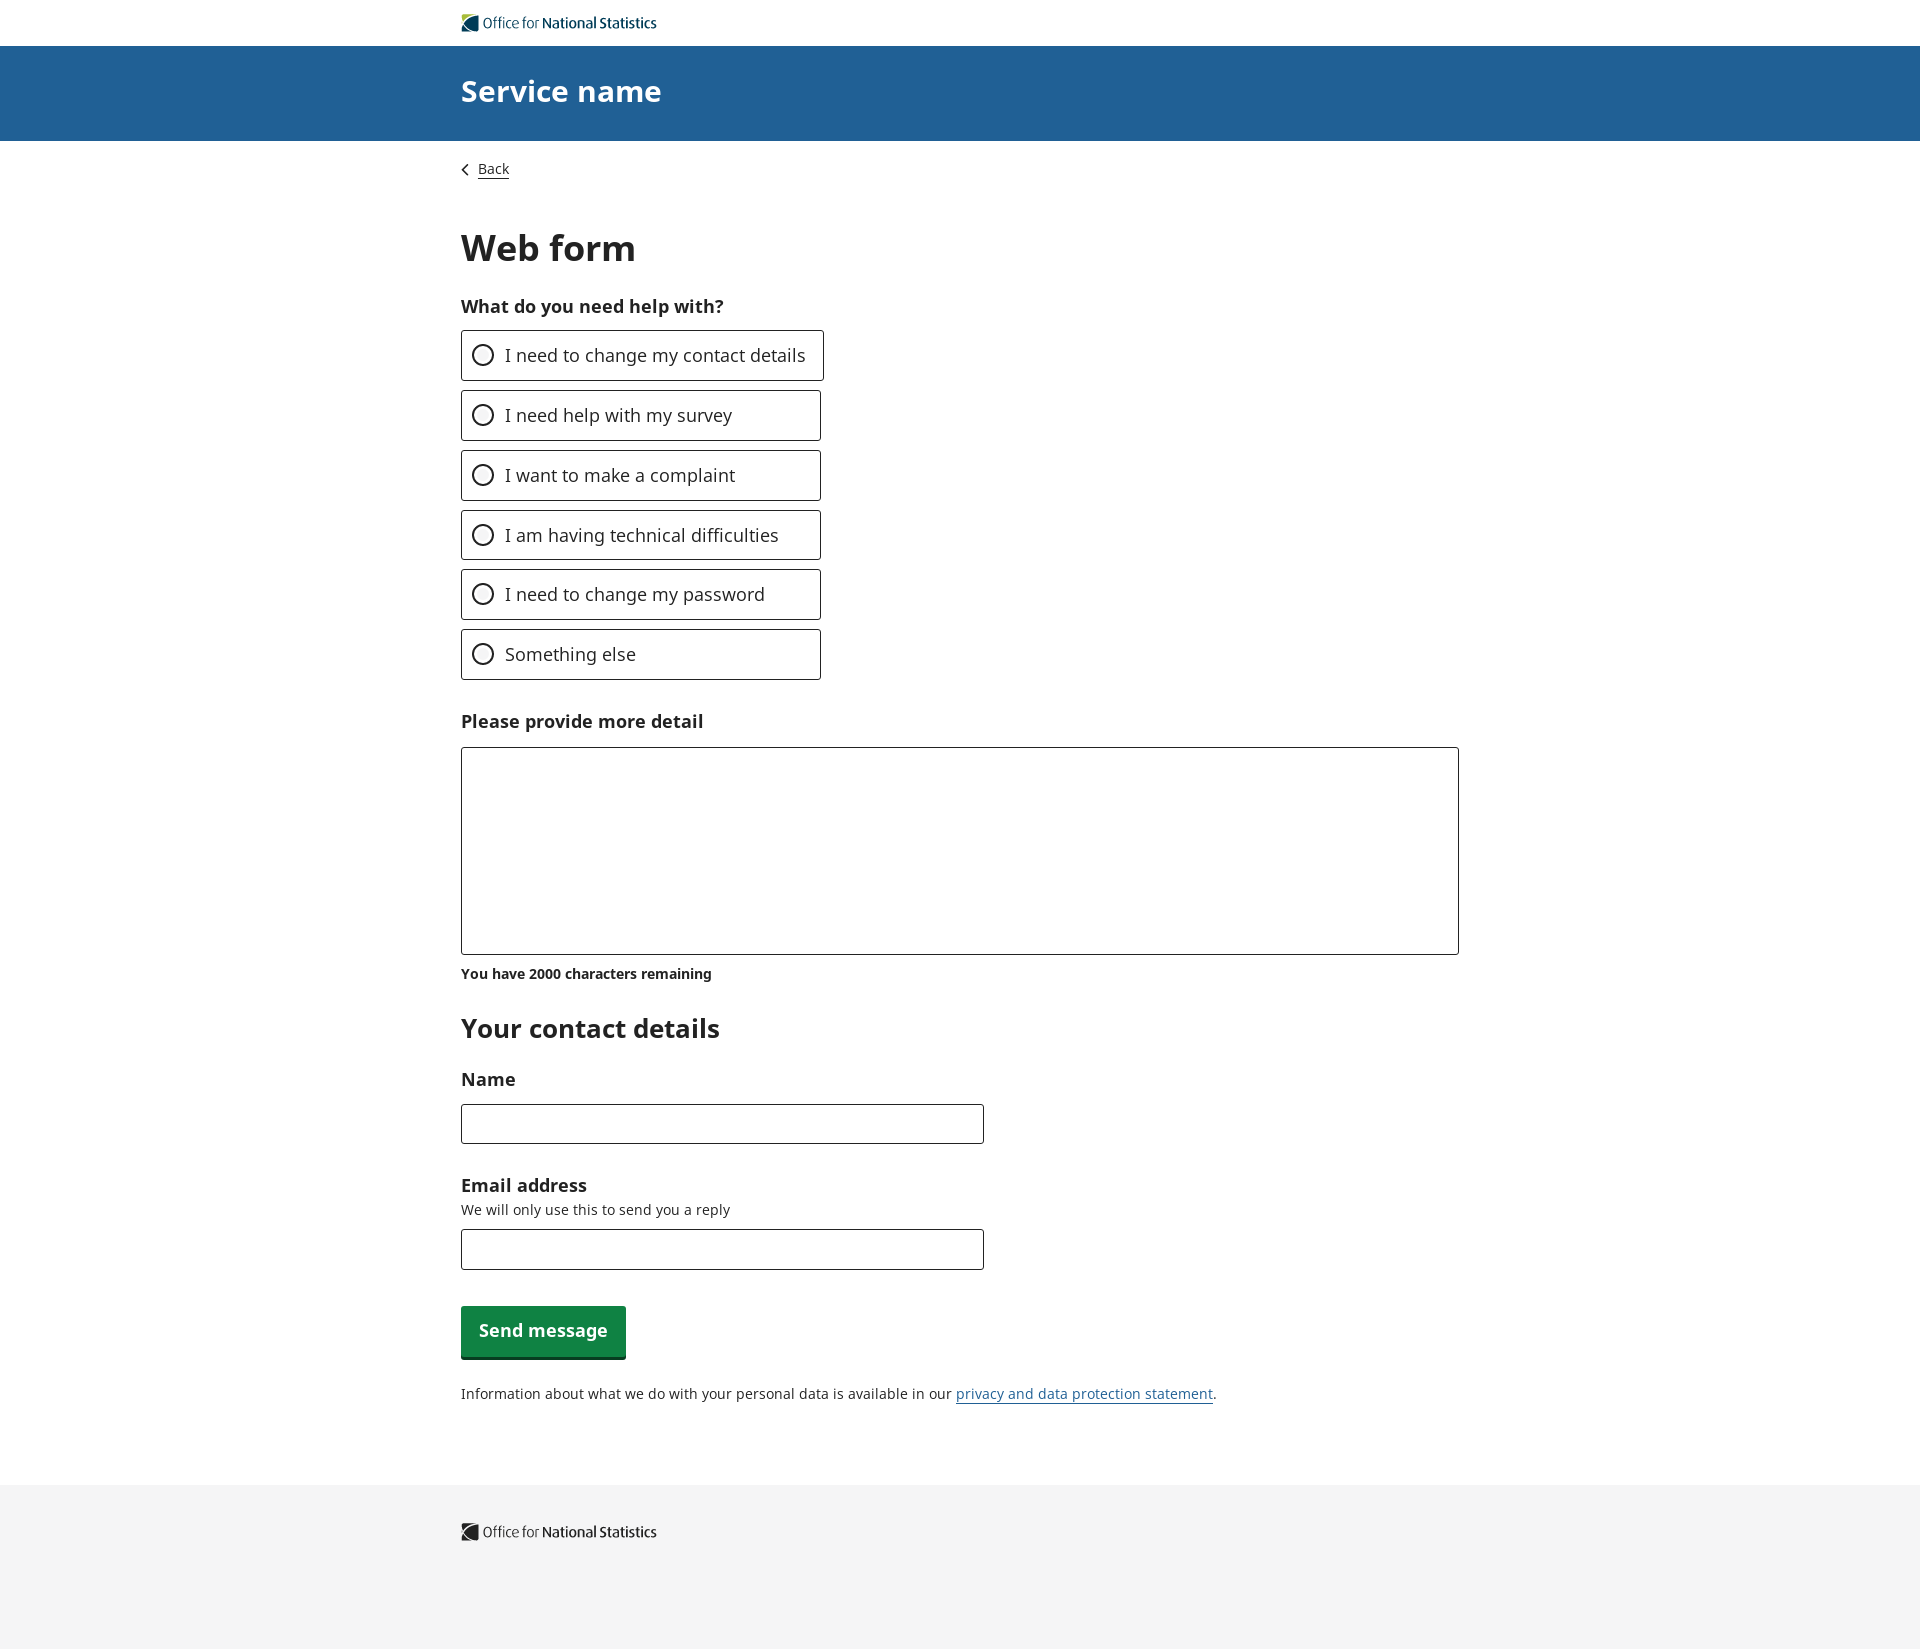 Office for National Statistics
Service name
Back
Web form
What do you need help with?
I need to change my contact details
I need help with my survey
I want to make a complaint
I am having technical difficulties
I need to change my password
Something else
Please provide more detail
You have 2000 characters remaining
Your contact details
Name
Email address
We will only use this to send you a reply
Send message
Information about what we do with your personal data is available in our privacy and data protection statement.
Office for National Statistics